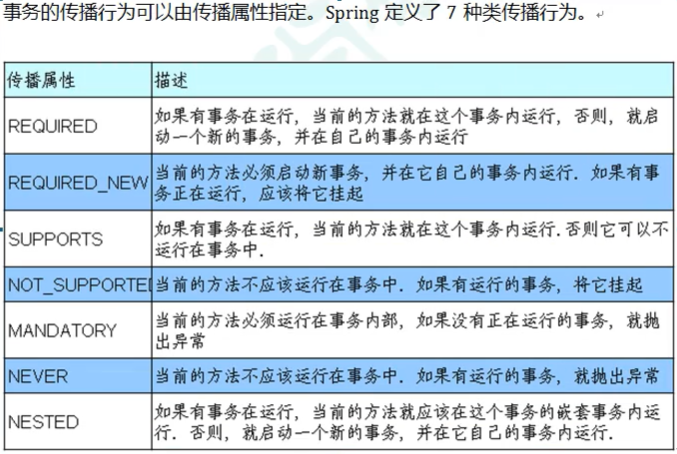 事务的传播行为可以由传播属性指定。Spring 定义了 7 种类传播行为。
传播属性 描述
REQUIRED 如果有事务在运行，当前的方法就在这个事务内运行，否则，就启
动一个新的事务，并在自己的事务内运行
REQUIRED_NEW 当前的方法必须启动新事务，并在它自己的事务内运行. 如果有事
务正在运行，应该将它挂起
SUPPORTS 如果有事务在运行，当前的方法就在这个事务内运行.否则它可以不
运行在事务中.
NOT_SUPPORTED 当前的方法不应该运行在事务中. 如果有运行的事务，将它挂起
MANDATORY 当前的方法必须运行在事务内部，如果没有正在运行的事务，就抛
出异常
NEVER 当前的方法不应该运行在事务中. 如果有运行的事务，就抛出异常
NESTED 如果有事务在运行，当前的方法就应该在这个事务的嵌套事务内运
行. 否则，就启动一个新的事务，并在它自己的事务内运行.